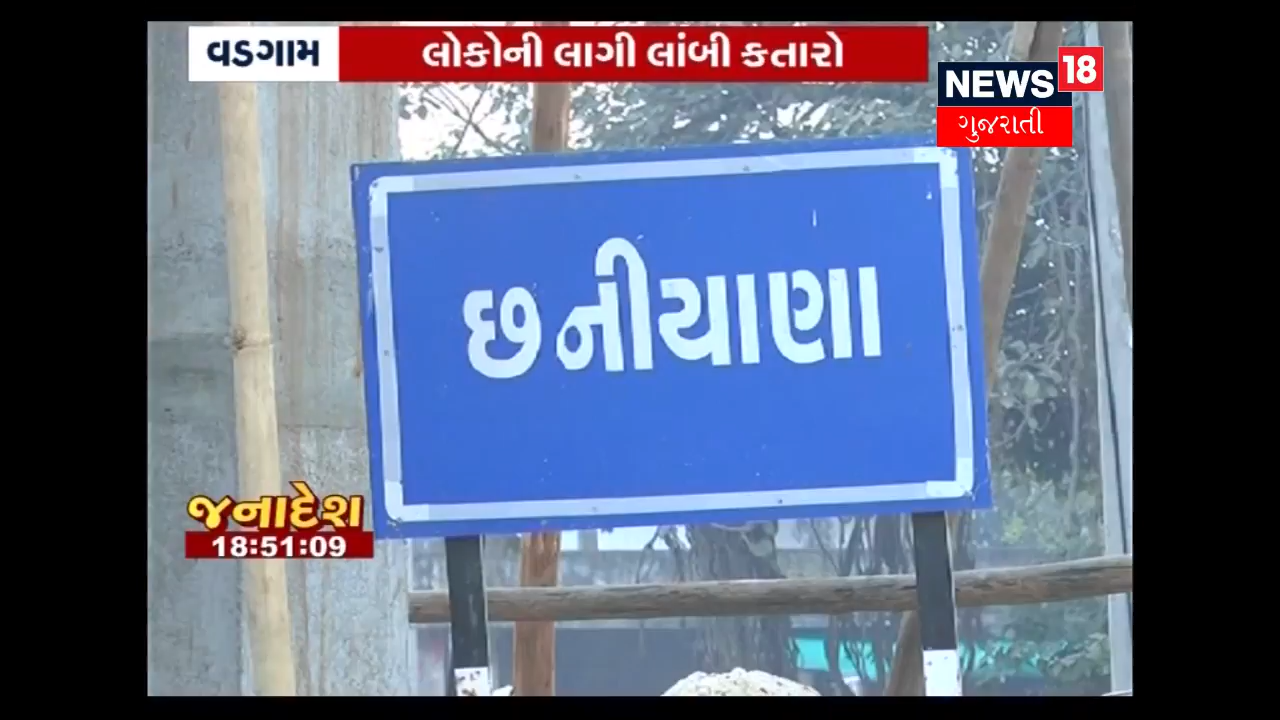 વડગામ
લોકોની લાગી લાંબી કતારો
NEWS 18
ગુજરાતી
છનીયાણા
જનાદેશ
18:51:09